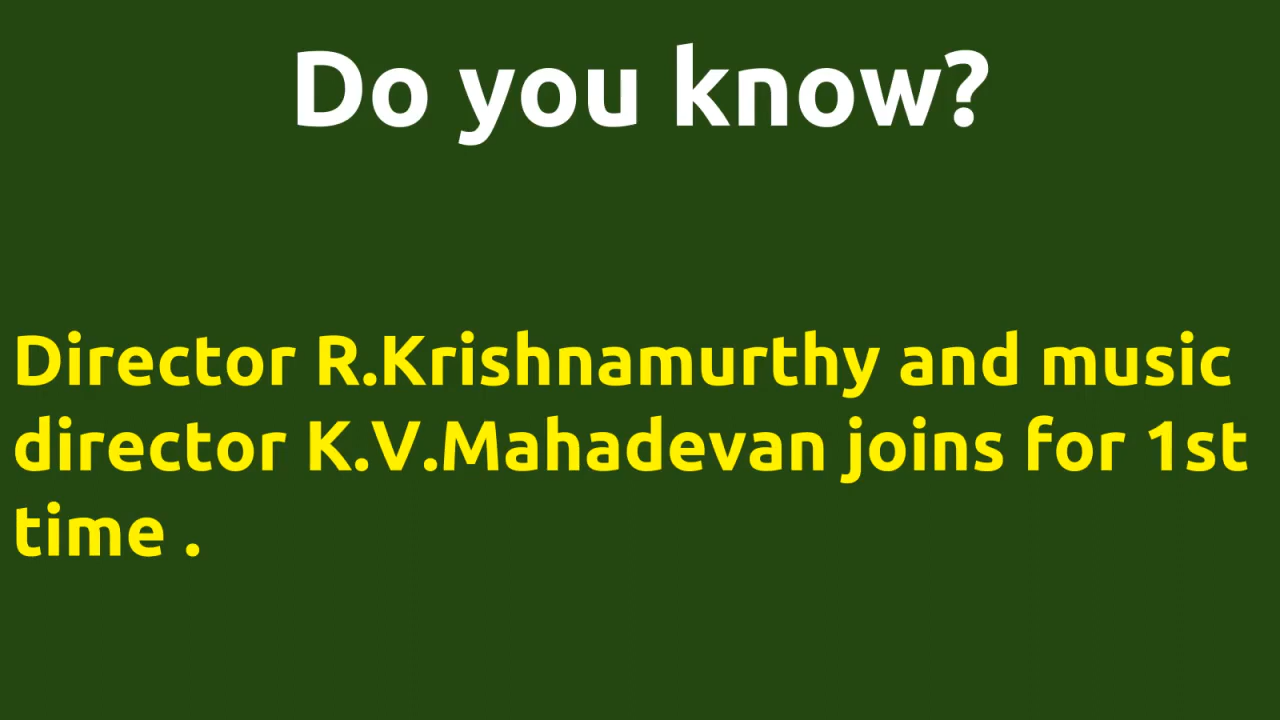 Do you know?
Director R.Krishnamurthy and music
director K.V.Mahadevan joins for 1st
time .